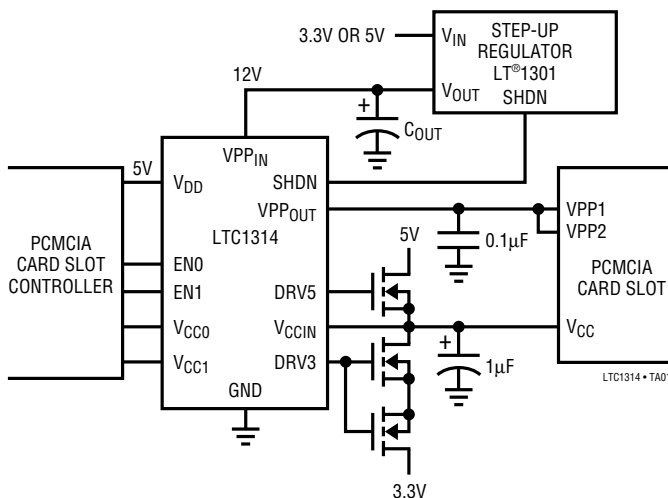 3.3V OR 5V
VIN
STEP-UP
REGULATOR
LT®1301
VOUT
SHDN
12V
+
COUT
VPPIN
5V
VDD
SHDN
VPPOUT
VPP1
VPP2
LTC1314
PCMCIA
CARD SLOT
CONTROLLER
5V
0.1µF
PCMCIA
CARD SLOT
EN0
EN1
DRV5
VCC0
VCCIN
VCC
VCC1
DRV3
+
1µF
GND
LTC1314 • TA01
3.3V